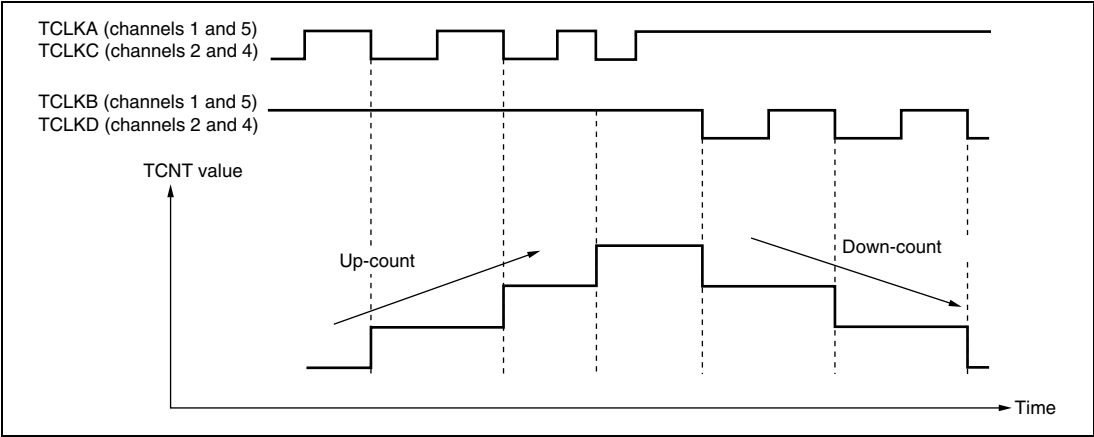 TCLKA (channels 1 and 5)
TCLKC (channels 2 and 4)
TCLKB (channels 1 and 5)
TCLKD (channels 2 and 4)
TCNT value
Up-count
Down-count
Time